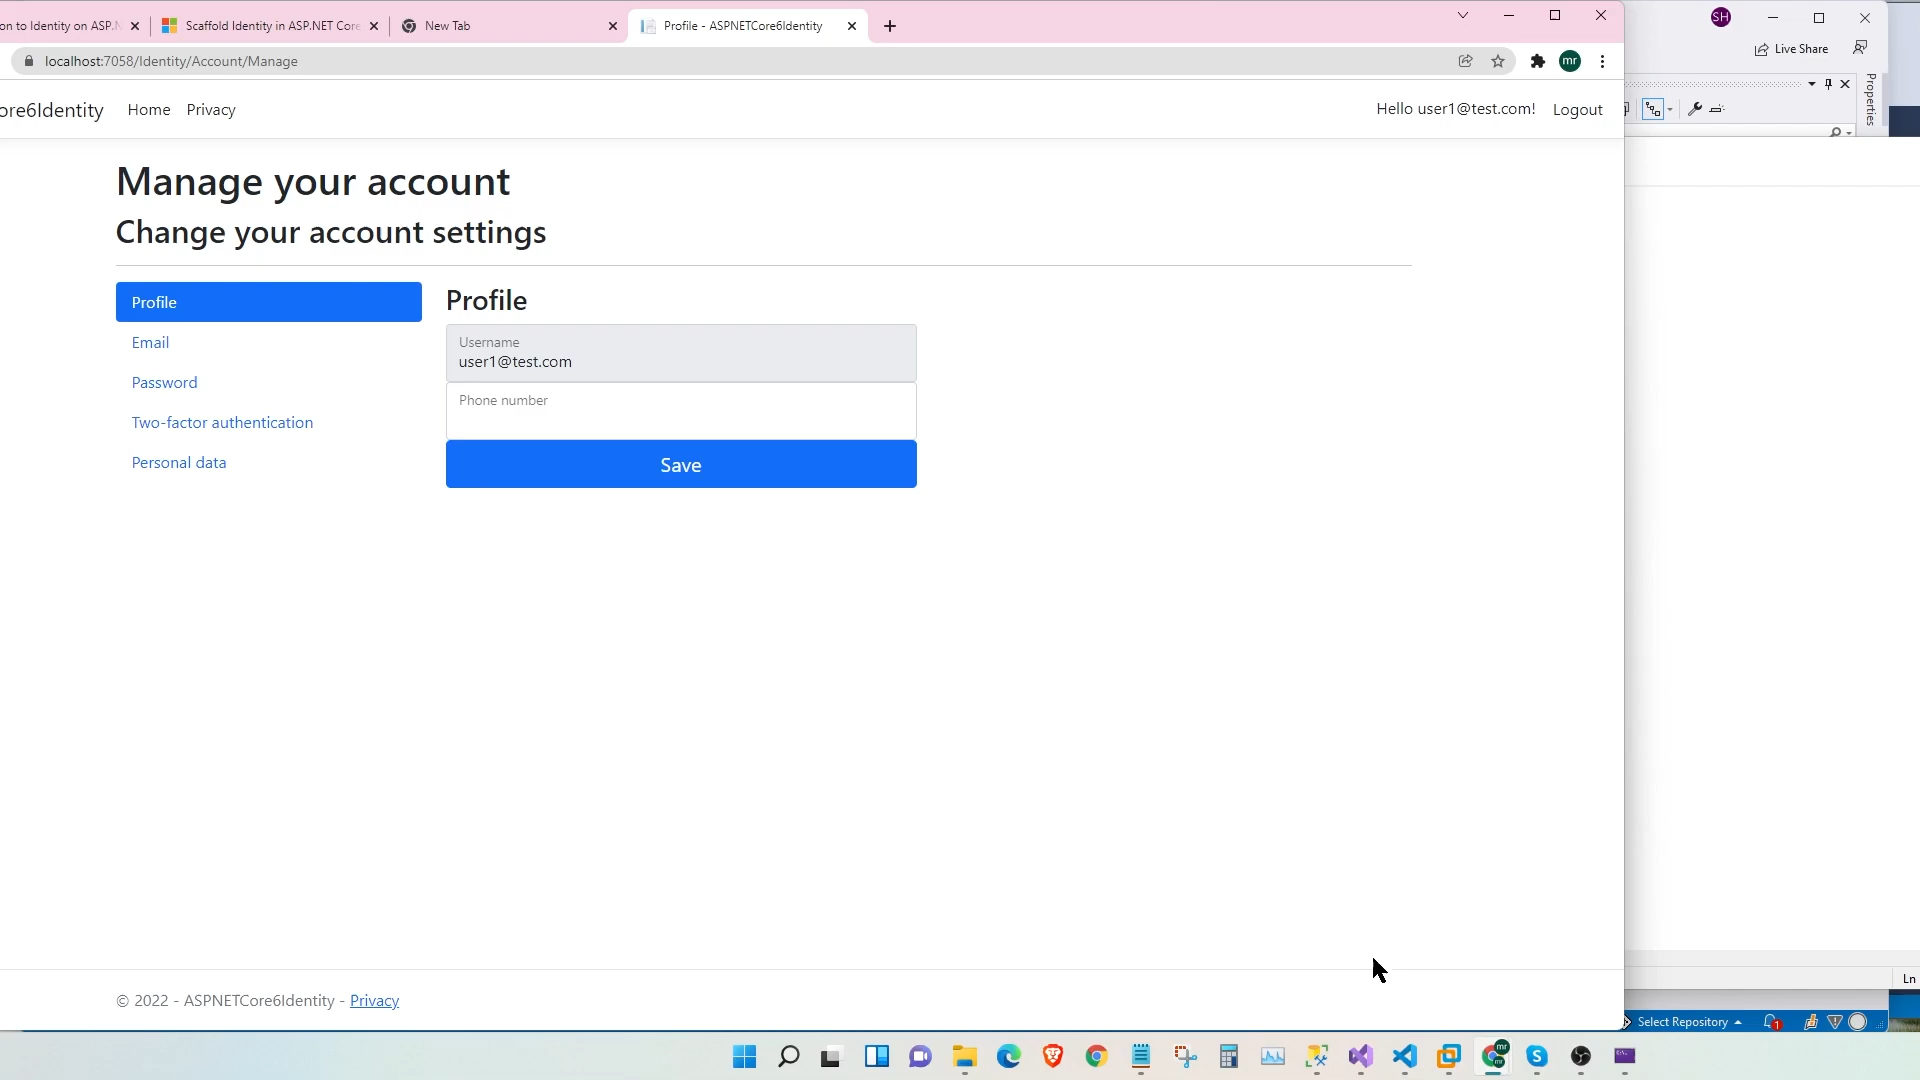 on to Identity on ASP.N
Scaffold Identity in ASP.NET Core
New Tab
Profile - ASPNETCore6Identity
SH
Live Share
localhost:7058/Identity/Account/Manage
mr
Properties
ore6Identity
Home
Privacy
Hello user1@test.com!
Logout
Manage your account
Change your account settings
Profile
Email
Password
Two-factor authentication
Personal data
Profile
Username
user1@test.com
Phone number
Save
Ln
© 2022 - ASPNETCore6Identity - Privacy
Select Repository
1
mr